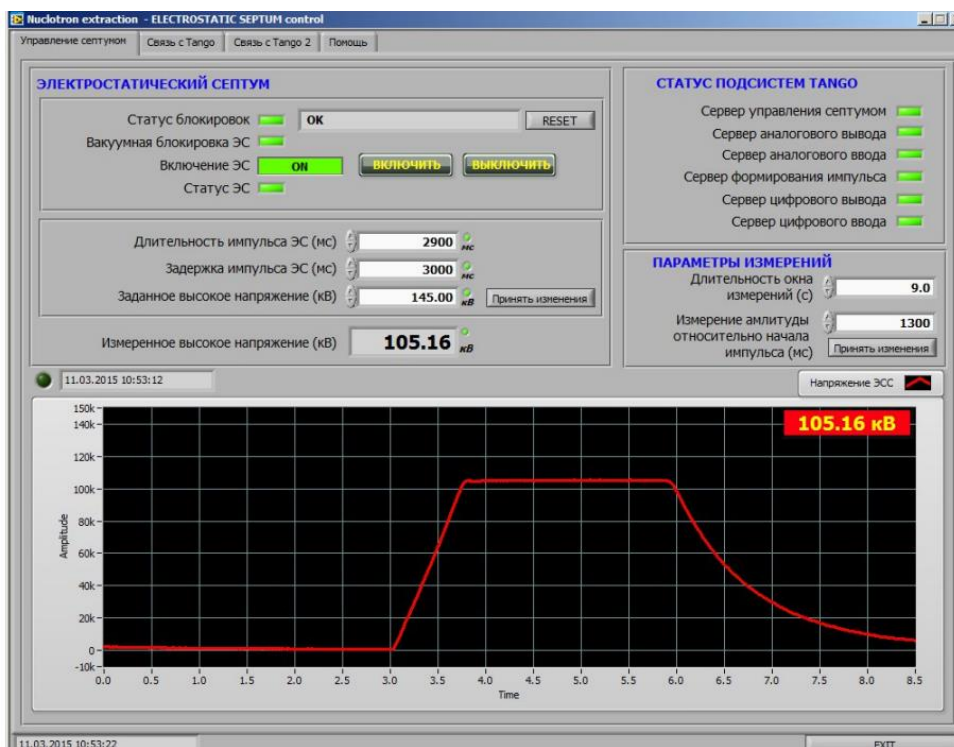 Nuclotron extraction - ELECTROSTATIC SEPTUM control
Управление септумом Связь с Tango Связь с Tango 2 Помощь
ЭЛЕКТРОСТАТИЧЕСКИЙ СЕПТУМ
Статус блокировок OK RESET
Вакуумная блокировка ЭС
Включение ЭС ON ВКЛЮЧИТЬ ВЫКЛЮЧИТЬ
Статус ЭС
Длительность импульса ЭС (мс) 2900 мс
Задержка импульса ЭС (мс) 3000 мс
Заданное высокое напряжение (кВ) 145.00 кВ Принять изменения
Измеренное высокое напряжение (кВ) 105.16 кВ
СТАТУС ПОДСИСТЕМ TANGO
Сервер управления септумом
Сервер аналогового вывода
Сервер аналогового ввода
Сервер формирования импульса
Сервер цифрового вывода
Сервер цифрового ввода
ПАРАМЕТРЫ ИЗМЕРЕНИЙ
Длительность окна
измерений (с) 9.0
Измерение амлитуды
относительно начала
импульса (мс) 1300
Принять изменения
11.03.2015 10:53:12
Напряжение ЭСС
105.16 кВ
150k
140k
120k
100k
80k
60k
40k
20k
0
-10k
Amplitude
0.0 0.5 1.0 1.5 2.0 2.5 3.0 3.5 4.0 4.5 5.0 5.5 6.0 6.5 7.0 7.5 8.0 8.5
Time
11.03.2015 10:53:22
EXIT